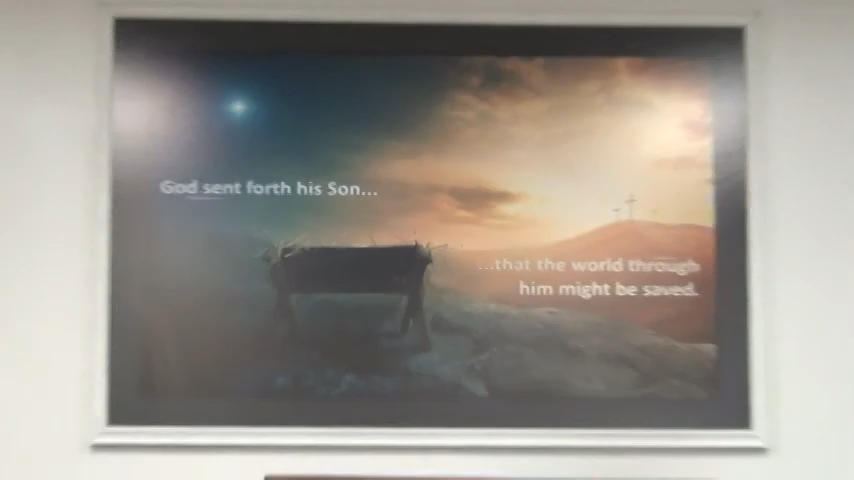 God sent forth his Son...
...that the world through
him might be saved.